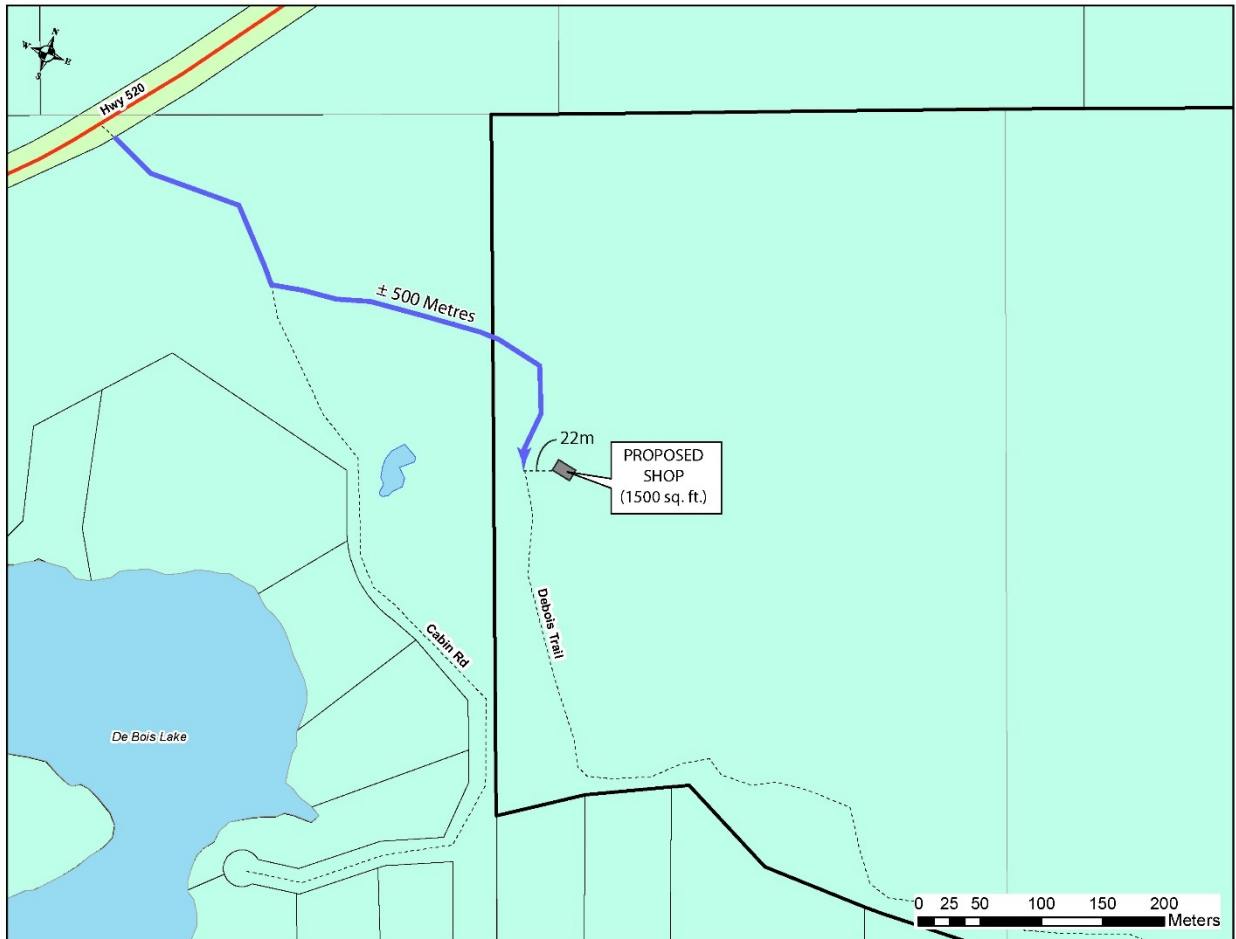 N
W
E
S
Hwy 520
± 500 Metres
22m
PROPOSED
SHOP
(1500 sq. ft.)
Debois Trail
Cabin Rd
De Bois Lake
0 25 50 100 150 200
Meters